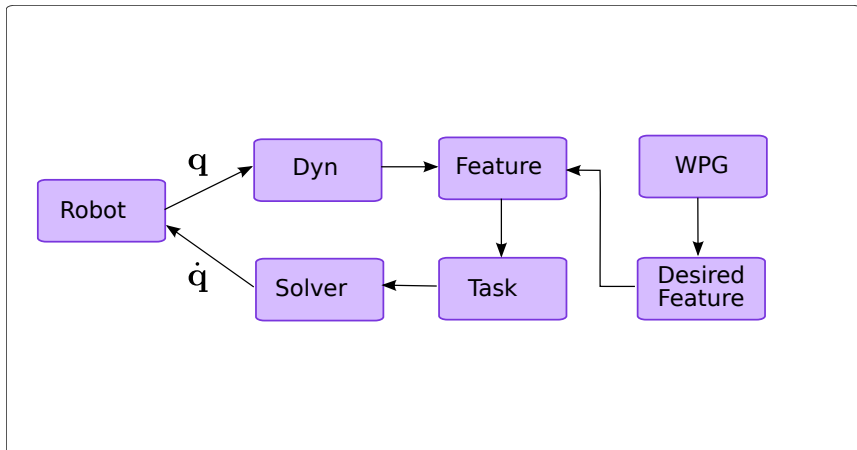 q
Dyn
Feature
WPG
Robot
q̇
Solver
Task
Desired
Feature